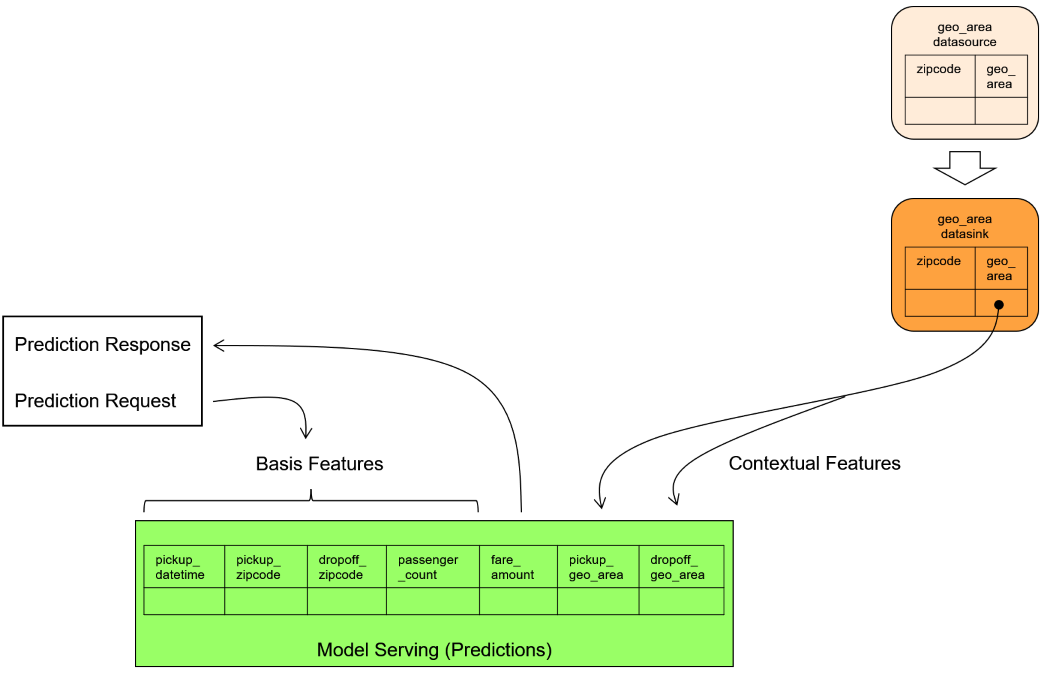 geo_area
datasource
zipcode
geo_
area
geo_area
datasink
zipcode
geo_
area
Prediction Response
Prediction Request
Basis Features
Contextual Features
pickup_
datetime
pickup_
zipcode
dropoff_
zipcode
passenger
_count
fare_
amount
pickup_
geo_area
dropoff_
geo_area
Model Serving (Predictions)